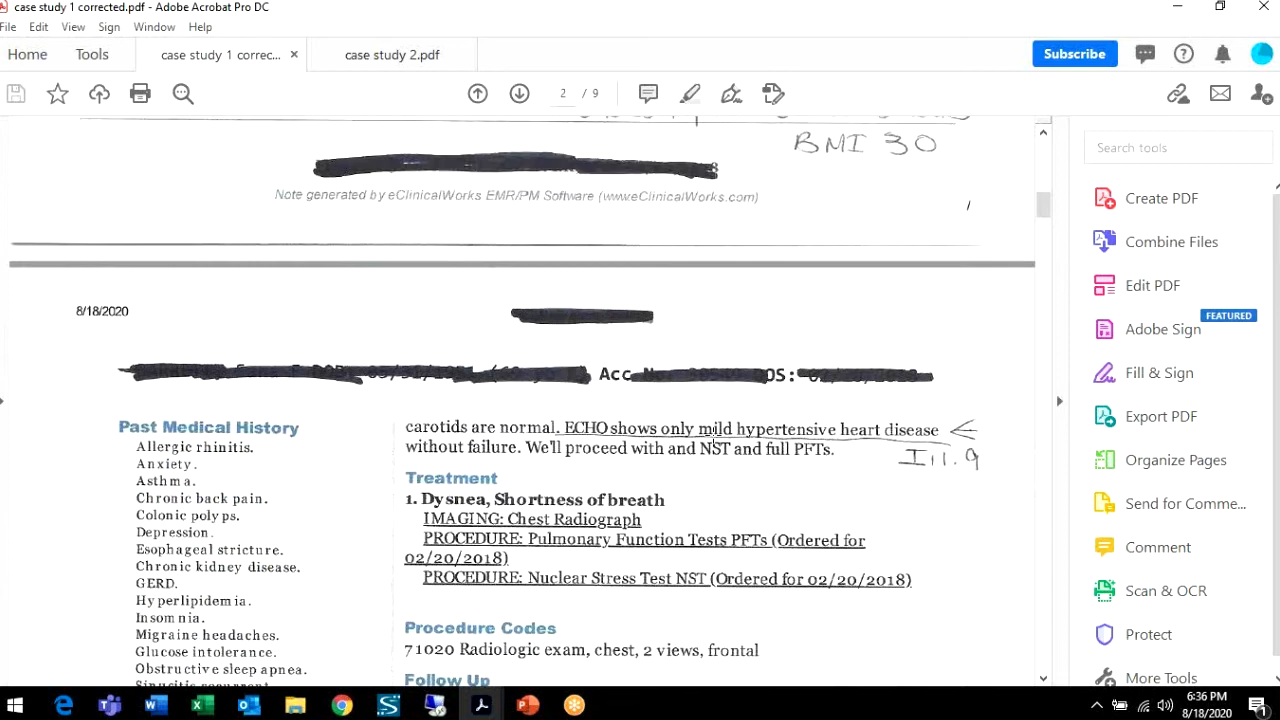 case study 1 corrected.pdf - Adobe Acrobat Pro DC
File Edit View Sign Window Help
Home Tools case study 1 correc... × case study 2.pdf Subscribe
2 / 9
BMI 30
Search tools
Note generated by eClinicalWorks EMR/PM Software (www.eClinicalWorks.com)
Create PDF
Combine Files
Edit PDF
FEATURED
Adobe Sign
Fill & Sign
Export PDF
Organize Pages
Send for Comme...
Comment
Scan & OCR
Protect
More Tools
8/18/2020
Acc
Past Medical History
Allergic rhinitis.
Anxiety.
Asthma.
Chronic back pain.
Colonic polyps.
Depression.
Esophageal stricture.
Chronic kidney disease.
GERD.
Hyperlipidemia.
Insomnia.
Migraine headaches.
Glucose intolerance.
Obstructive sleep apnea.
Sinusitis recurrent
carotids are normal. ECHO shows only mild hypertensive heart disease
without failure. We'll proceed with and NST and full PFTs.
I11.9
Treatment
1. Dysnea, Shortness of breath
IMAGING: Chest Radiograph
PROCEDURE: Pulmonary Function Tests PFTs (Ordered for
02/20/2018)
PROCEDURE: Nuclear Stress Test NST (Ordered for 02/20/2018)
Procedure Codes
71020 Radiologic exam, chest, 2 views, frontal
Follow Up
6:36 PM
8/18/2020